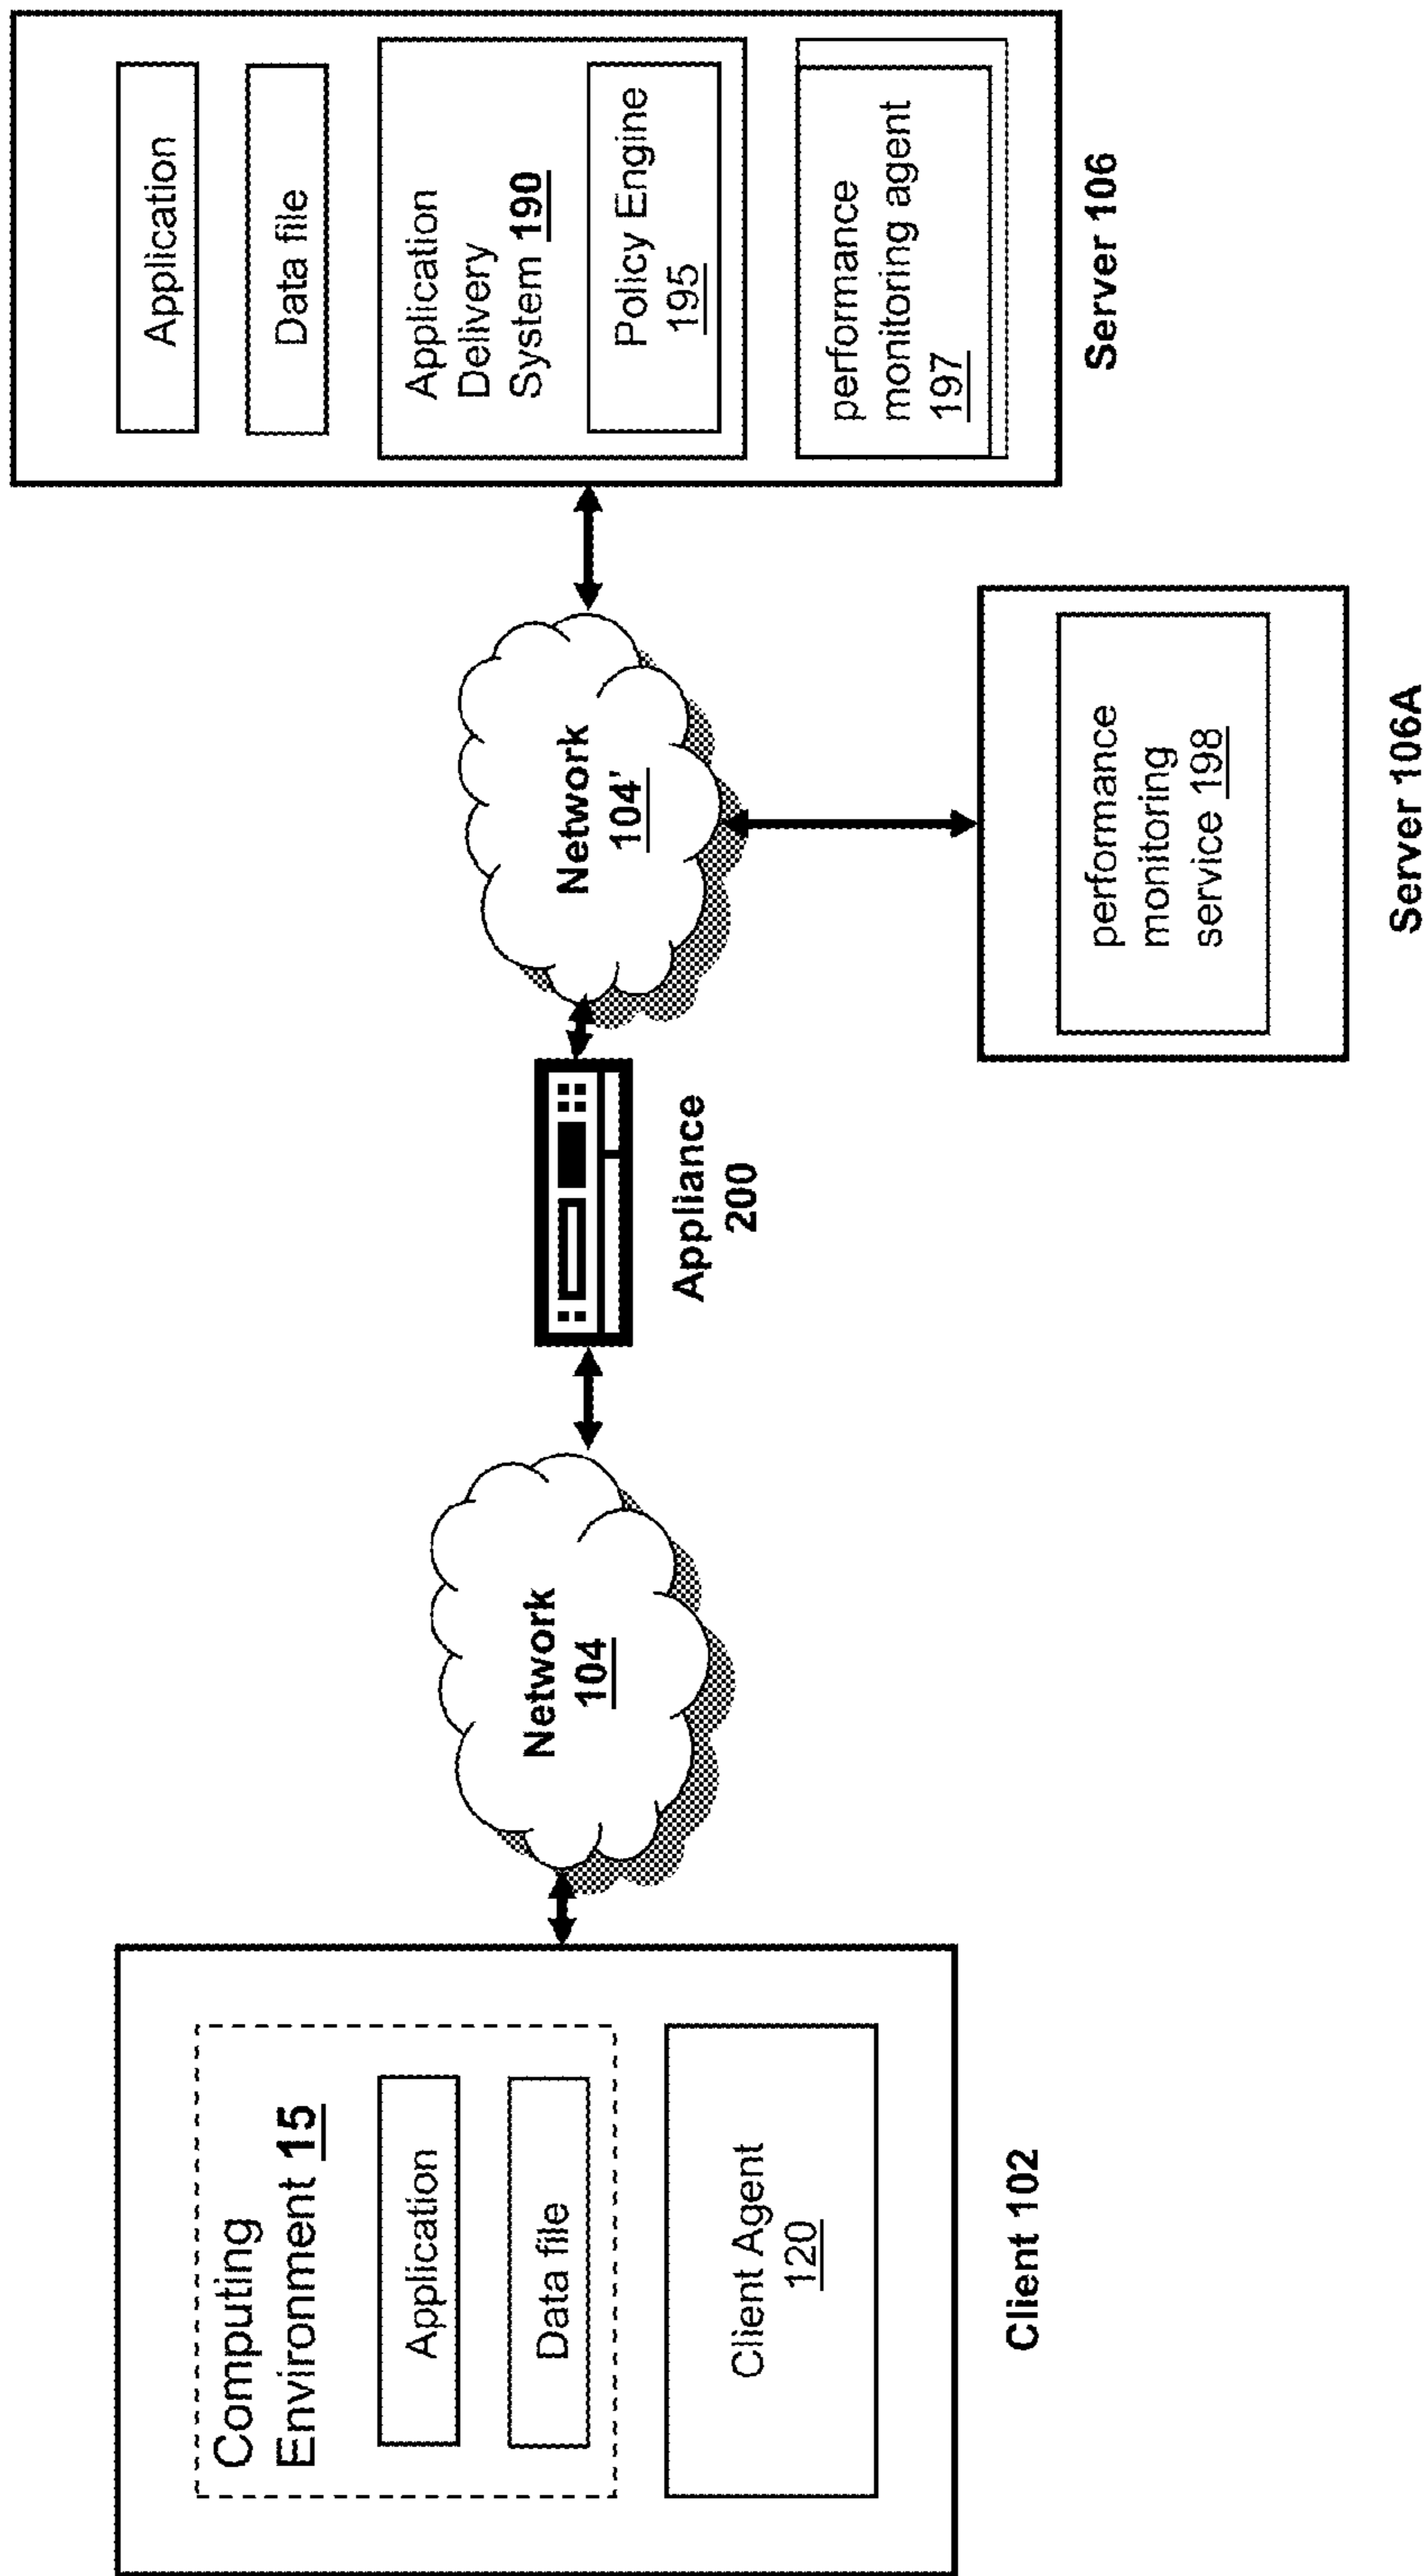 Computing
Environment 15
Application
Data file
Client Agent
120
Client 102
Network
104
Appliance
200
Network
104'
performance
monitoring
service 198
Server 106A
Application
Data file
Application
Delivery
System 190
Policy Engine
195
performance
monitoring agent
197
Server 106